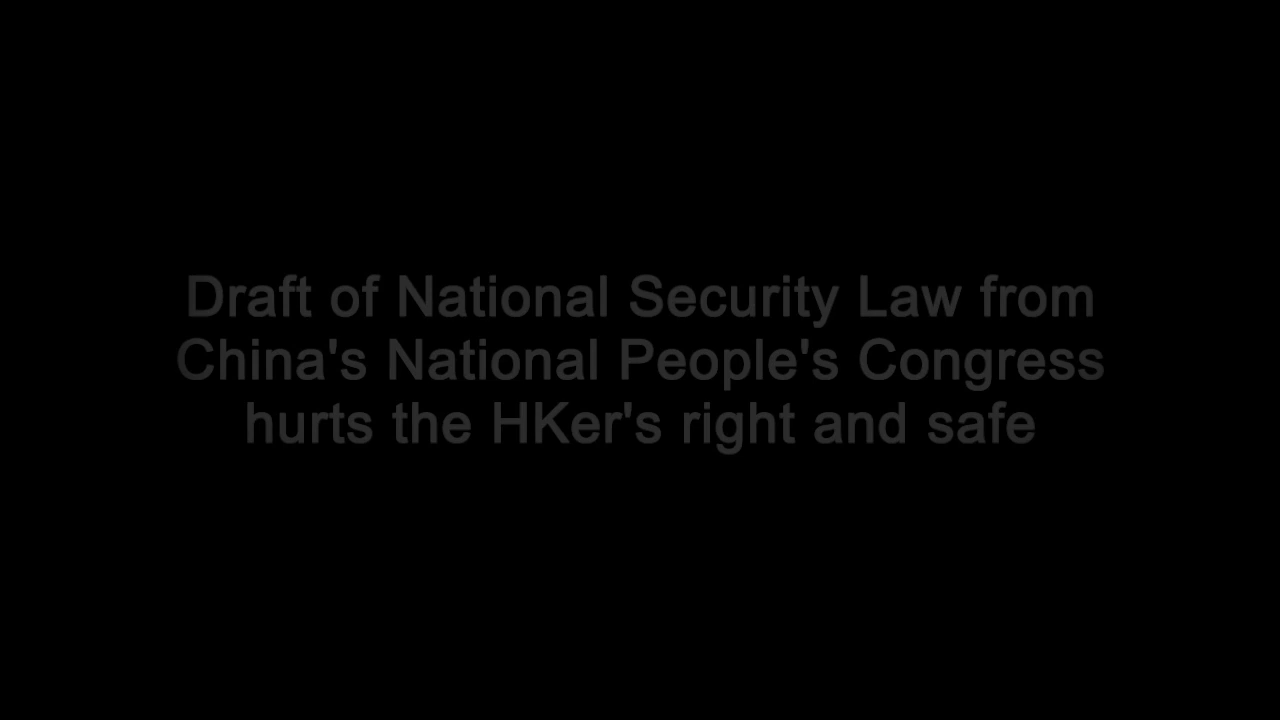 Draft of National Security Law from
China's National People's Congress
hurts the HKer's right and safe